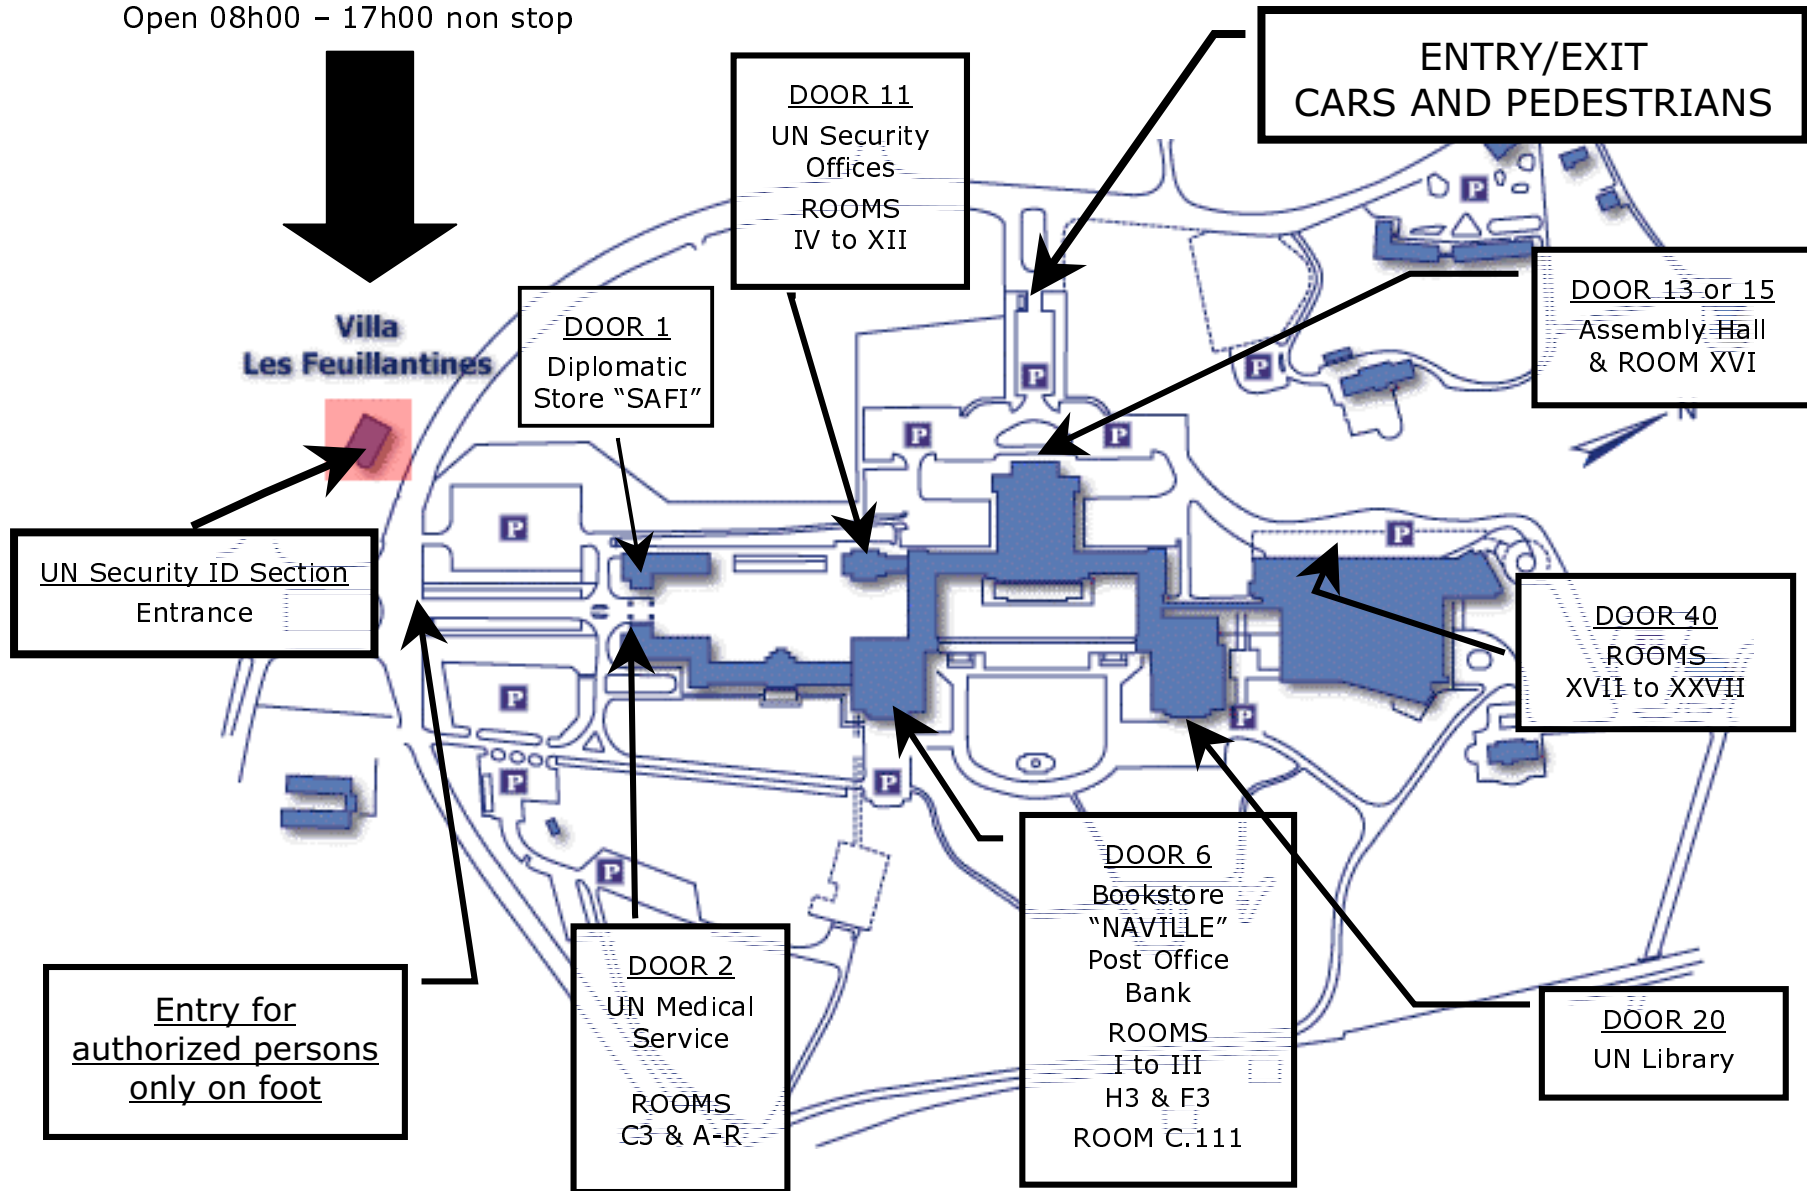 Open 08h00 – 17h00 non stop
ENTRY/EXIT
CARS AND PEDESTRIANS
DOOR 11
UN Security
Offices
ROOMS
IV to XII
P
DOOR 13 or 15
Assembly Hall
& ROOM XVI
DOOR 1
Diplomatic
Store “SAFI”
Villa
Les Feuillantines
P
P
N
P
P
P
P
UN Security ID Section
Entrance
DOOR 40
ROOMS
XVII to XXVII
P
P
P
P
P
DOOR 6
Bookstore
“NAVILLE”
Post Office
Bank
ROOMS
I to III
H3 & F3
ROOM C.111
DOOR 2
UN Medical
Service
ROOMS
C3 & A-R
Entry for
authorized persons
only on foot
DOOR 20
UN Library